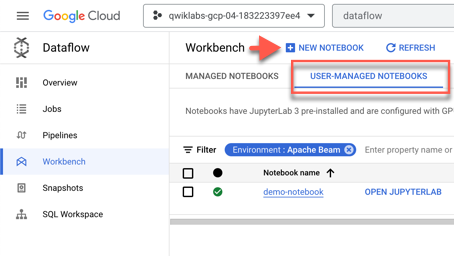 Google Cloud
qwiklabs-gcp-04-183223397ee4
dataflow
Dataflow
Workbench
NEW NOTEBOOK
REFRESH
MANAGED NOTEBOOKS
USER-MANAGED NOTEBOOKS
Overview
Jobs
Pipelines
Workbench
Snapshots
SQL Workspace
Notebooks have JupyterLab 3 pre-installed and are configured with GP
Filter
Environment : Apache Beam
Enter property name or
Notebook name
demo-notebook
OPEN JUPYTERLAB